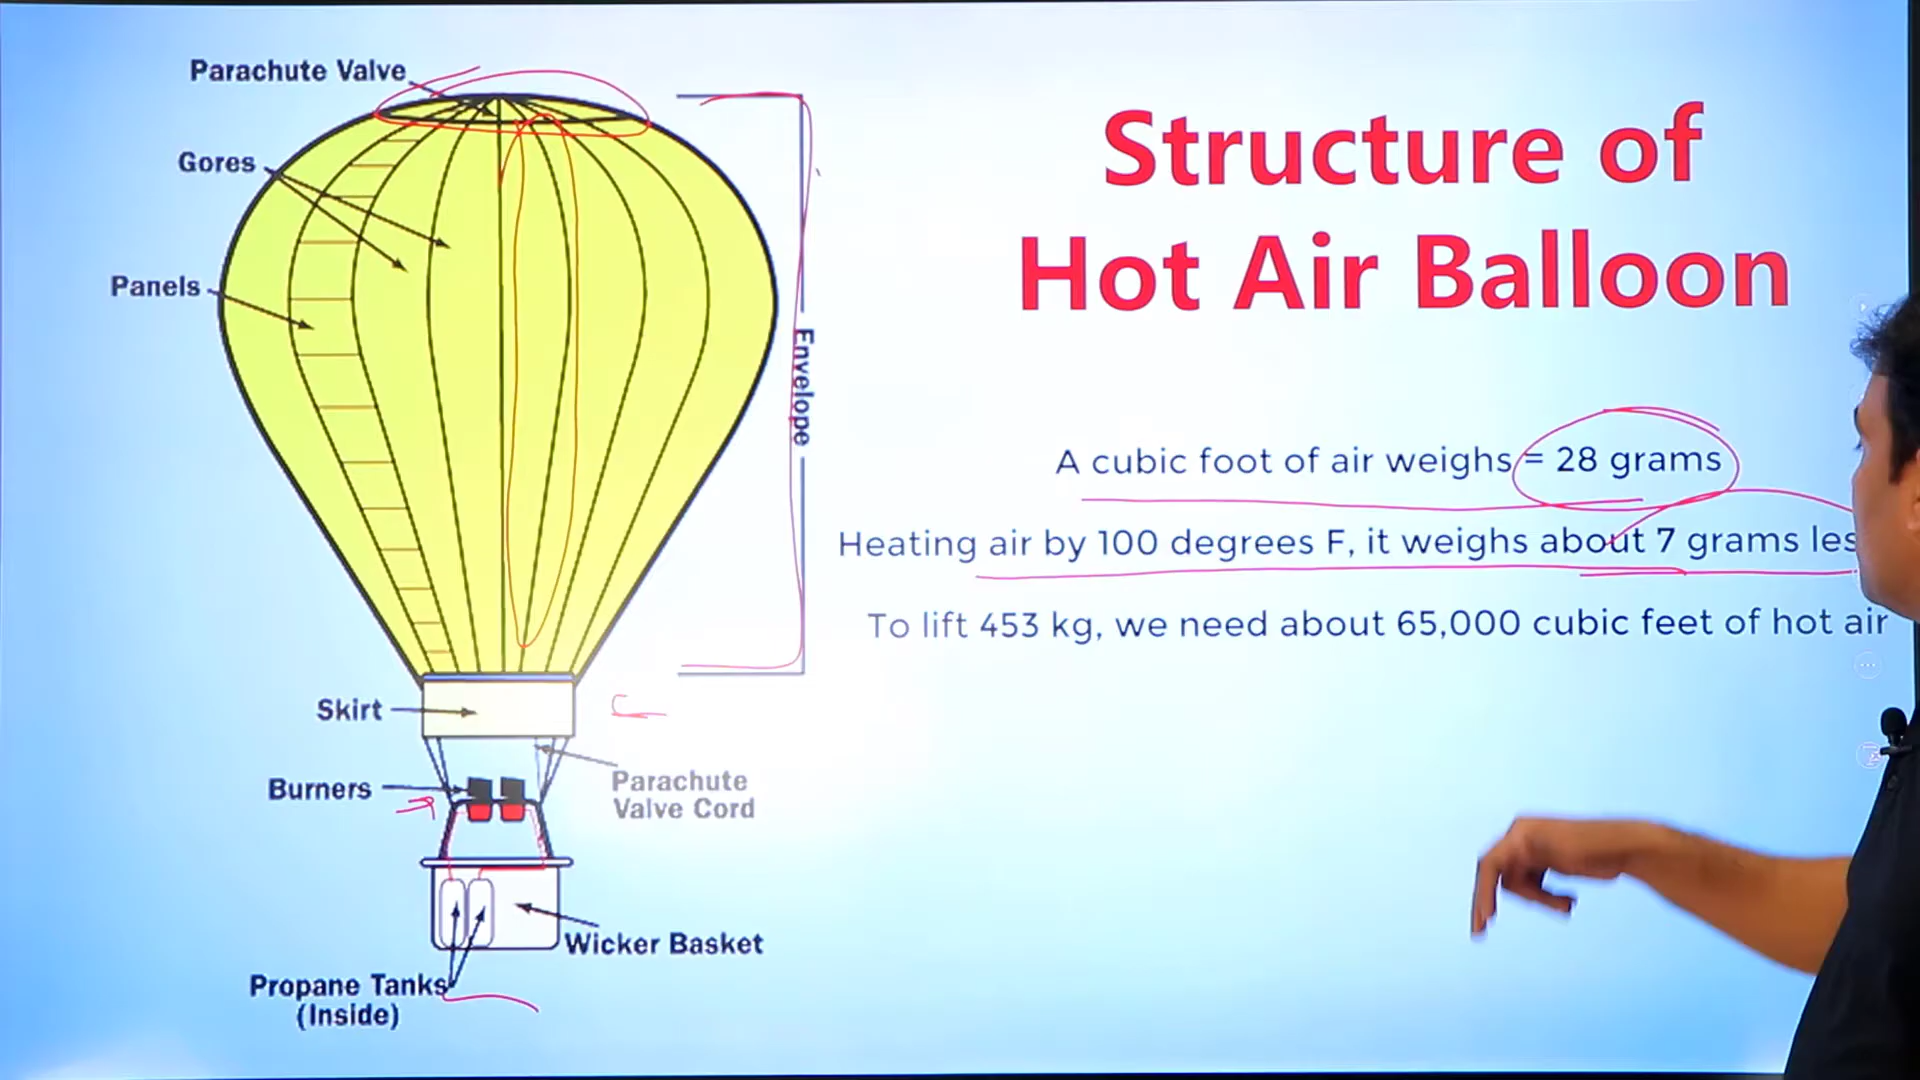 Parachute Valve
Gores
Panels
Envelope
Skirt
Burners
Parachute
Valve Cord
Wicker Basket
Propane Tanks
(Inside)
Structure of
Hot Air Balloon
A cubic foot of air weighs = 28 grams
Heating air by 100 degrees F, it weighs about 7 grams les
To lift 453 kg, we need about 65,000 cubic feet of hot air